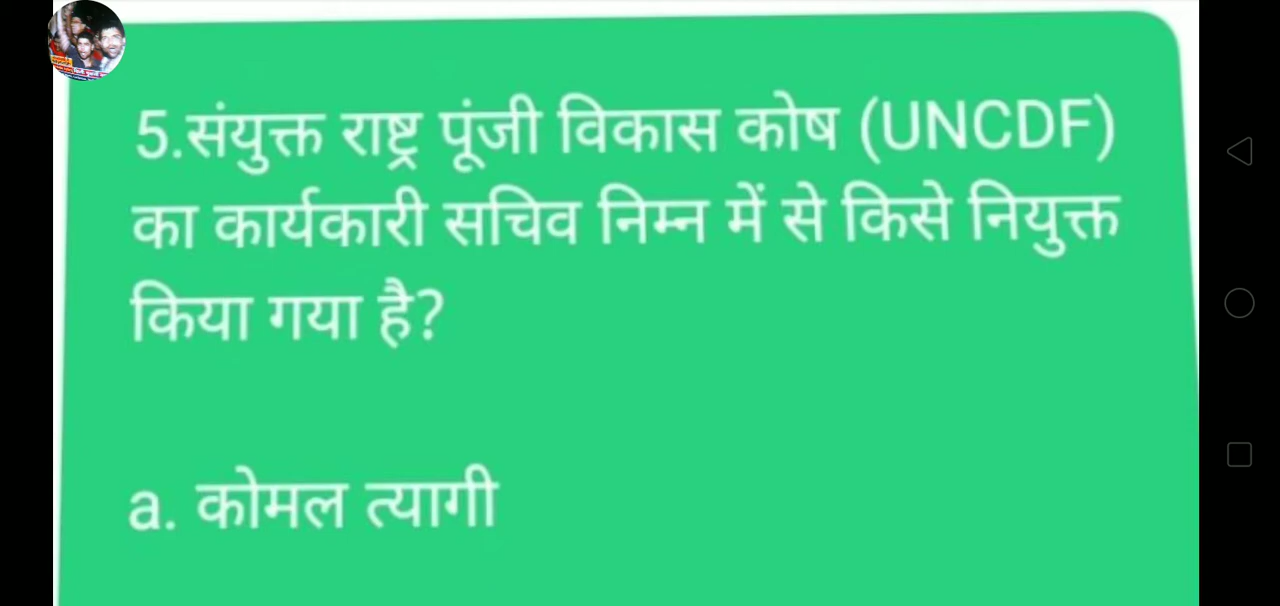 5.संयुक्त राष्ट्र पूंजी विकास कोष (UNCDF)
का कार्यकारी सचिव निम्न में से किसे नियुक्त
किया गया है?
a. कोमल त्यागी